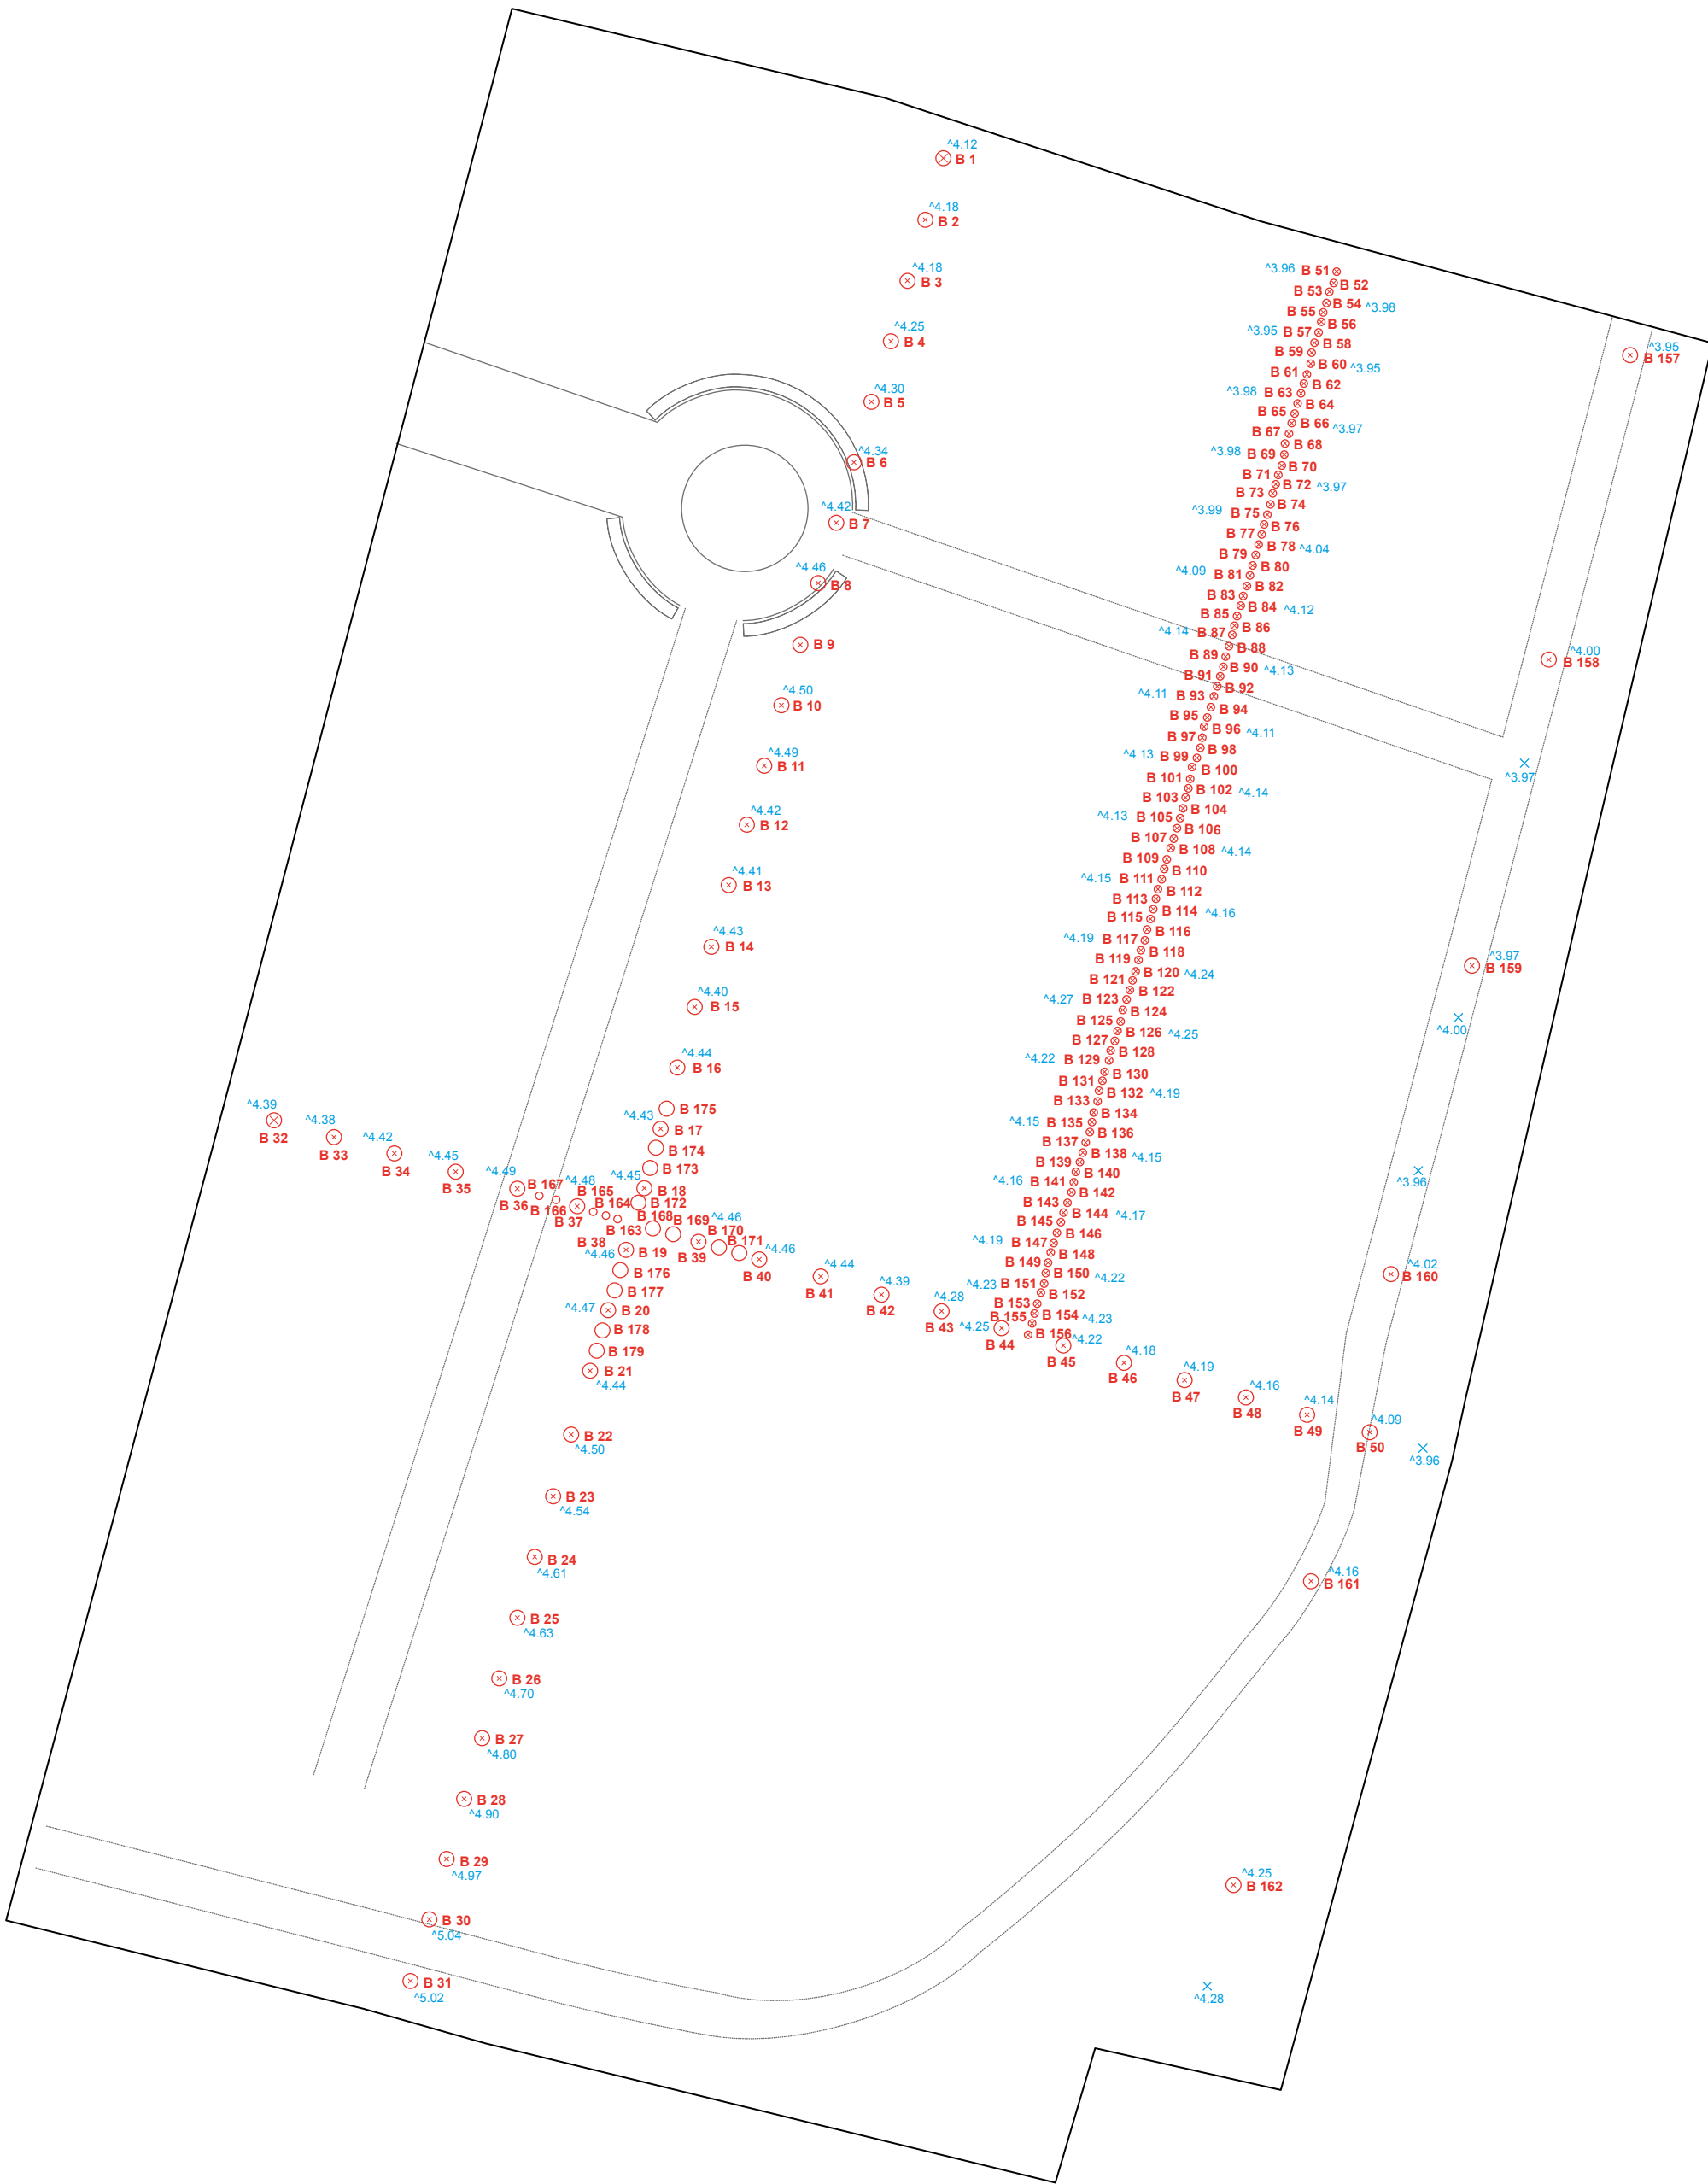 ^4.12
B 1
^4.18
B 2
^4.18
B 3
^4.25
B 4
^4.30
B 5
^4.34
B 6
^4.42
B 7
^4.46
B 8
B 9
^4.50
B 10
^4.49
B 11
^4.42
B 12
^4.41
B 13
^4.43
B 14
^4.40
B 15
^4.44
B 16
B 175
^4.43
B 17
B 174
B 173
^4.45
B 18
B 172
^4.39
B 32
^4.38
B 33
^4.42
B 34
^4.45
B 35
^4.49
B 36
B 167
B 166
^4.48
B 165
B 37
B 164
B 163
B 38
B 168
B 169
^4.46
B 39
B 170
B 171
^4.46
B 40
^4.44
B 41
^4.39
B 42
^4.28
B 43
^4.25
B 44
^4.22
B 45
^4.18
B 46
^4.19
B 47
^4.16
B 48
^4.14
B 49
^4.09
B 50
^4.46
B 19
B 176
B 177
^4.47
B 20
B 178
B 179
B 21
^4.44
B 22
^4.50
B 23
^4.54
B 24
^4.61
B 25
^4.63
B 26
^4.70
B 27
^4.80
B 28
^4.90
B 29
^4.97
B 30
^5.04
B 31
^5.02
^3.96 B 51
B 52
B 53
B 54 ^3.98
B 55
B 56
^3.95 B 57
B 58
B 59
B 60 ^3.95
B 61
B 62
^3.98 B 63
B 64
B 65
B 66 ^3.97
B 67
B 68
^3.98 B 69
B 70
B 71
B 72 ^3.97
B 73
B 74
^3.99 B 75
B 76
B 77
B 78 ^4.04
B 79
B 80
^4.09 B 81
B 82
B 83
B 84 ^4.12
B 85
B 86
^4.14 B 87
B 88
B 89
B 90 ^4.13
B 91
B 92
^4.11 B 93
B 94
B 95
B 96 ^4.11
B 97
B 98
^4.13 B 99
B 100
B 101
B 102 ^4.14
B 103
B 104
^4.13 B 105
B 106
B 107
B 108 ^4.14
B 109
B 110
^4.15 B 111
B 112
B 113
B 114 ^4.16
B 115
B 116
^4.19 B 117
B 118
B 119
B 120 ^4.24
B 121
B 122
^4.27 B 123
B 124
B 125
B 126 ^4.25
B 127
B 128
^4.22 B 129
B 130
B 131
B 132 ^4.19
B 133
B 134
^4.15 B 135
B 136
B 137
B 138 ^4.15
B 139
B 140
^4.16 B 141
B 142
B 143
B 144 ^4.17
B 145
B 146
^4.19 B 147
B 148
B 149
B 150 ^4.22
^4.23 B 151
B 152
B 153
B 154 ^4.23
B 155
B 156
^3.95
B 157
^4.00
B 158
^3.97
^3.97
B 159
^4.00
^3.96
^4.02
B 160
^3.96
^4.16
B 161
^4.25
B 162
^4.28